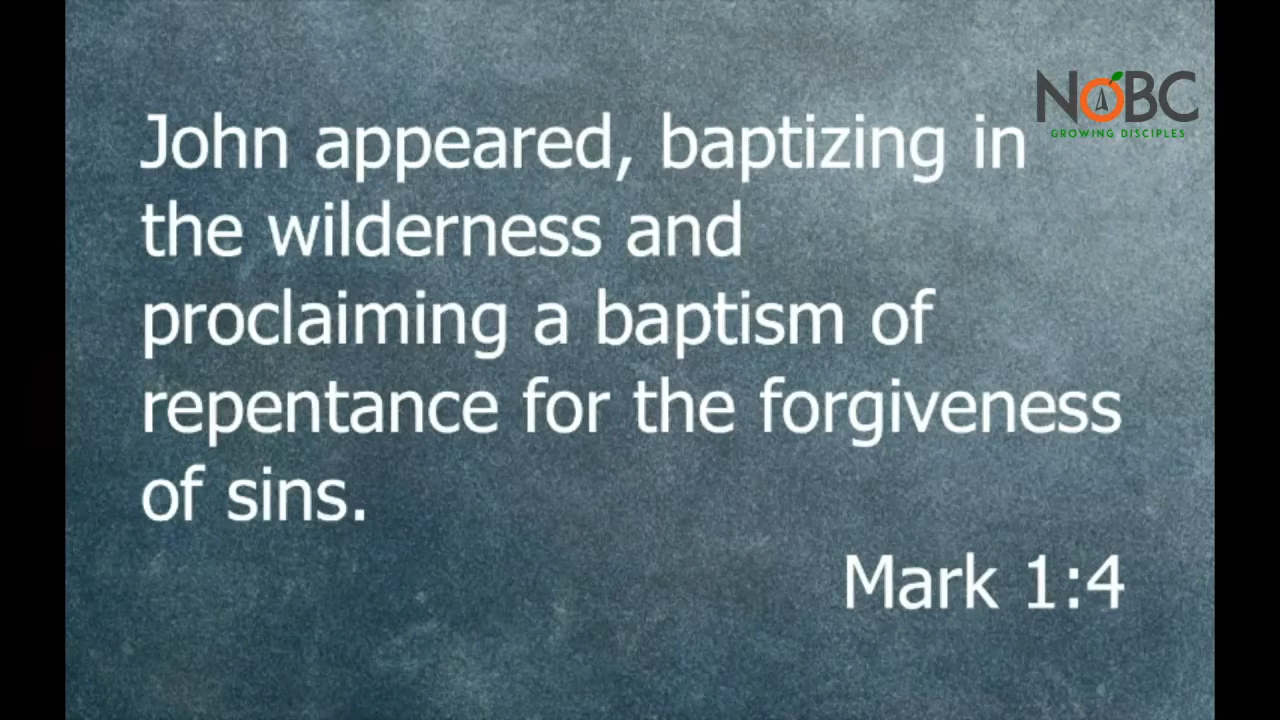 NOBC
GROWING DISCIPLES
John appeared, baptizing in
the wilderness and
proclaiming a baptism of
repentance for the forgiveness
of sins.
Mark 1:4